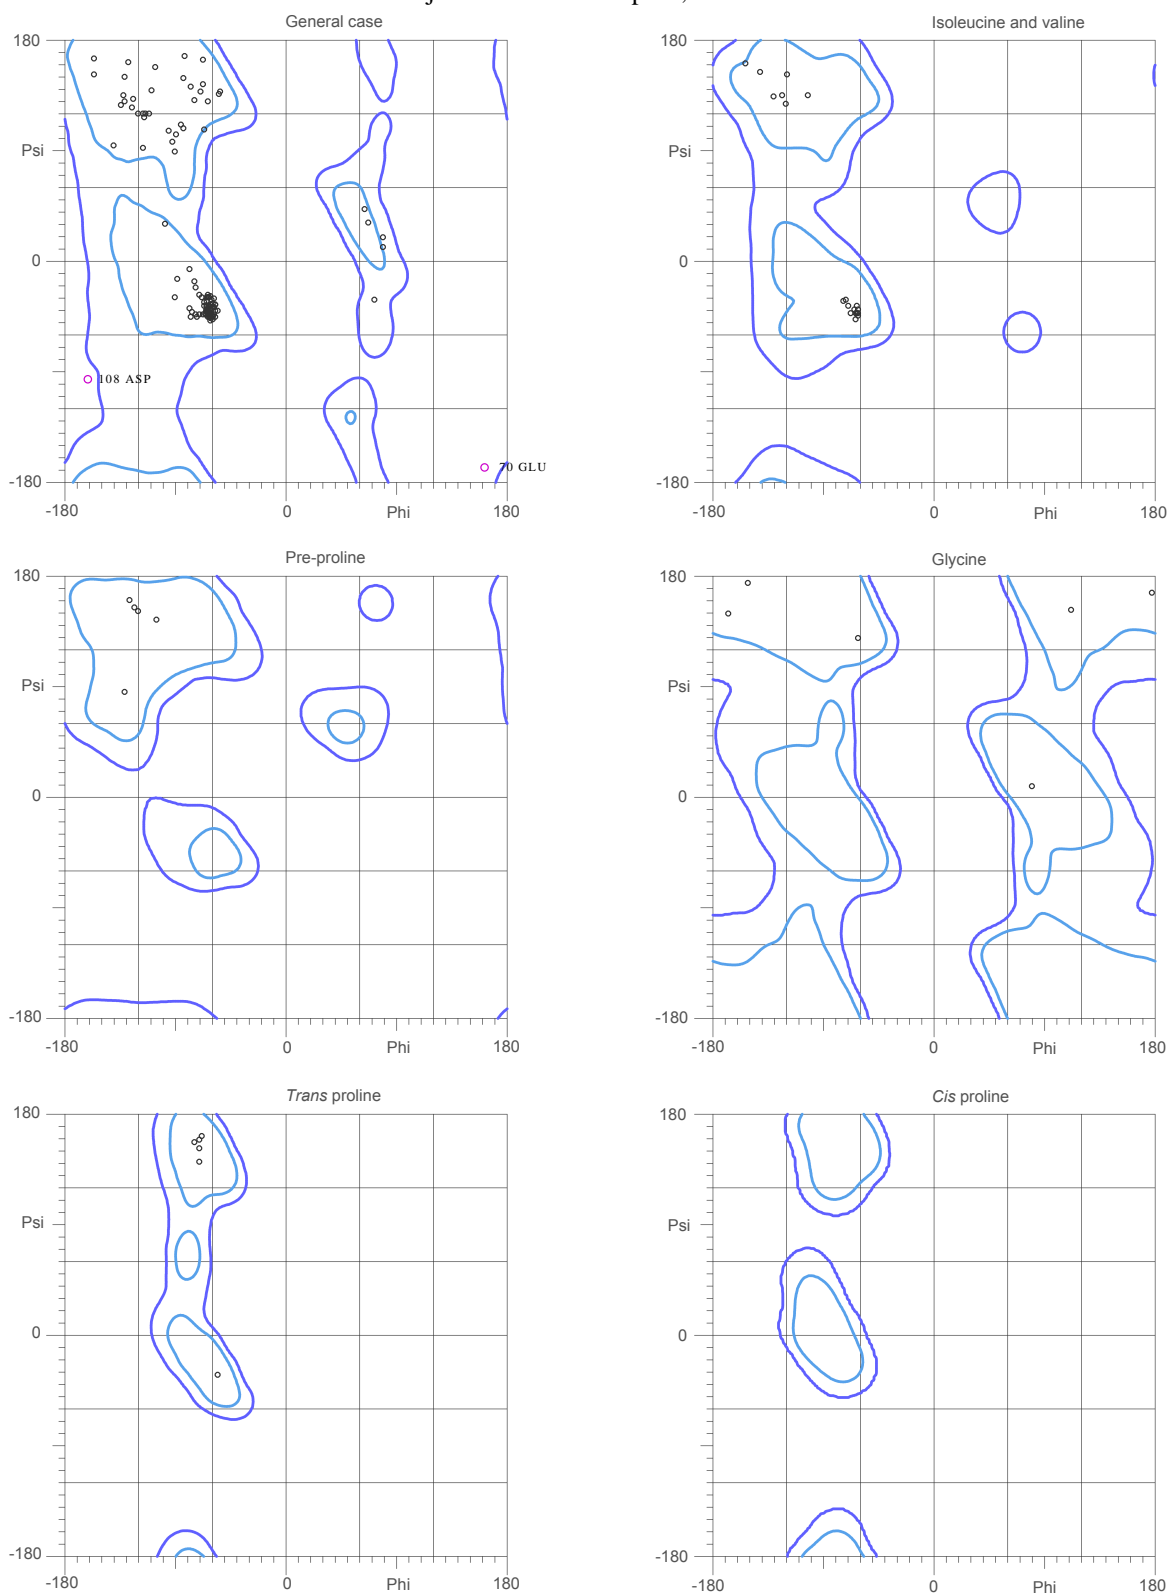 General case
Isoleucine and valine
180
180
Psi
Psi
0
0
108 ASP
70 GLU
-180
-180
-180
0
Phi
180
-180
0
Phi
180
Pre-proline
Glycine
180
180
Psi
Psi
0
0
-180
-180
-180
0
Phi
180
-180
0
Phi
180
Trans proline
Cis proline
180
180
Psi
Psi
0
0
-180
-180
-180
0
Phi
180
-180
0
Phi
180